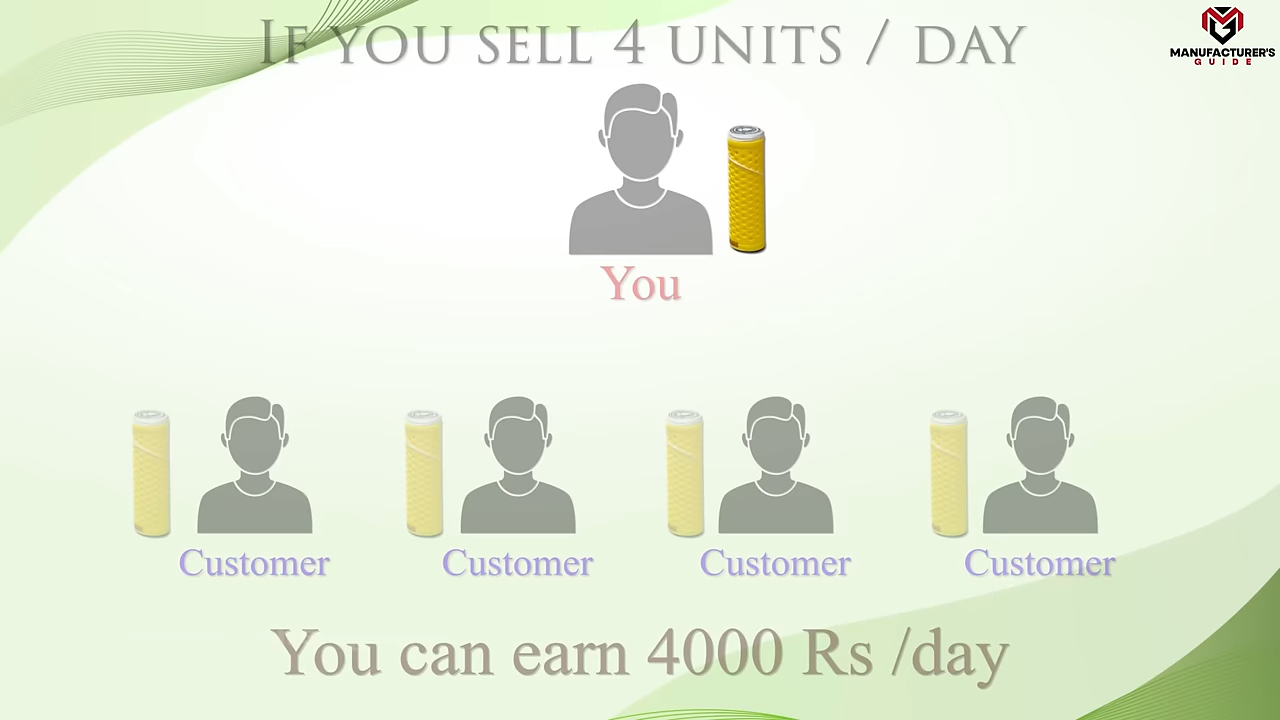 IF YOU SELL 4 UNITS / DAY
MANUFACTURER'S
GUIDE
You
Customer Customer Customer Customer
You can earn 4000 Rs /day